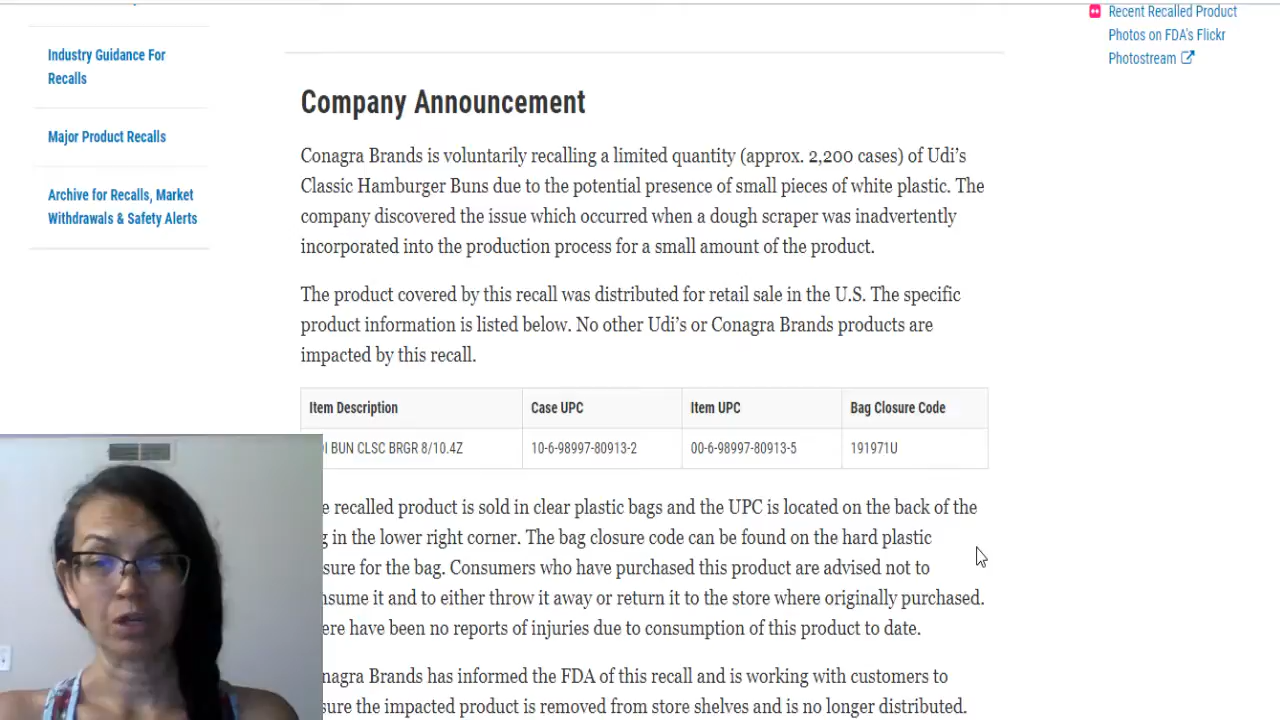 Industry Guidance For
Recalls
Major Product Recalls
Archive for Recalls, Market
Withdrawals & Safety Alerts
Recent Recalled Product
Photos on FDA's Flickr
Photostream
Company Announcement
Conagra Brands is voluntarily recalling a limited quantity (approx. 2,200 cases) of Udi's
Classic Hamburger Buns due to the potential presence of small pieces of white plastic. The
company discovered the issue which occurred when a dough scraper was inadvertently
incorporated into the production process for a small amount of the product.
The product covered by this recall was distributed for retail sale in the U.S. The specific
product information is listed below. No other Udi's or Conagra Brands products are
impacted by this recall.
Item Description Case UPC Item UPC Bag Closure Code
BUN CLSC BRGR 8/10.4Z 10-6-98997-80913-2 00-6-98997-80913-5 191971U
recalled product is sold in clear plastic bags and the UPC is located on the back of the
in the lower right corner. The bag closure code can be found on the hard plastic
for the bag. Consumers who have purchased this product are advised not to
it and to either throw it away or return it to the store where originally purchased.
have been no reports of injuries due to consumption of this product to date.
Brands has informed the FDA of this recall and is working with customers to
the impacted product is removed from store shelves and is no longer distributed.